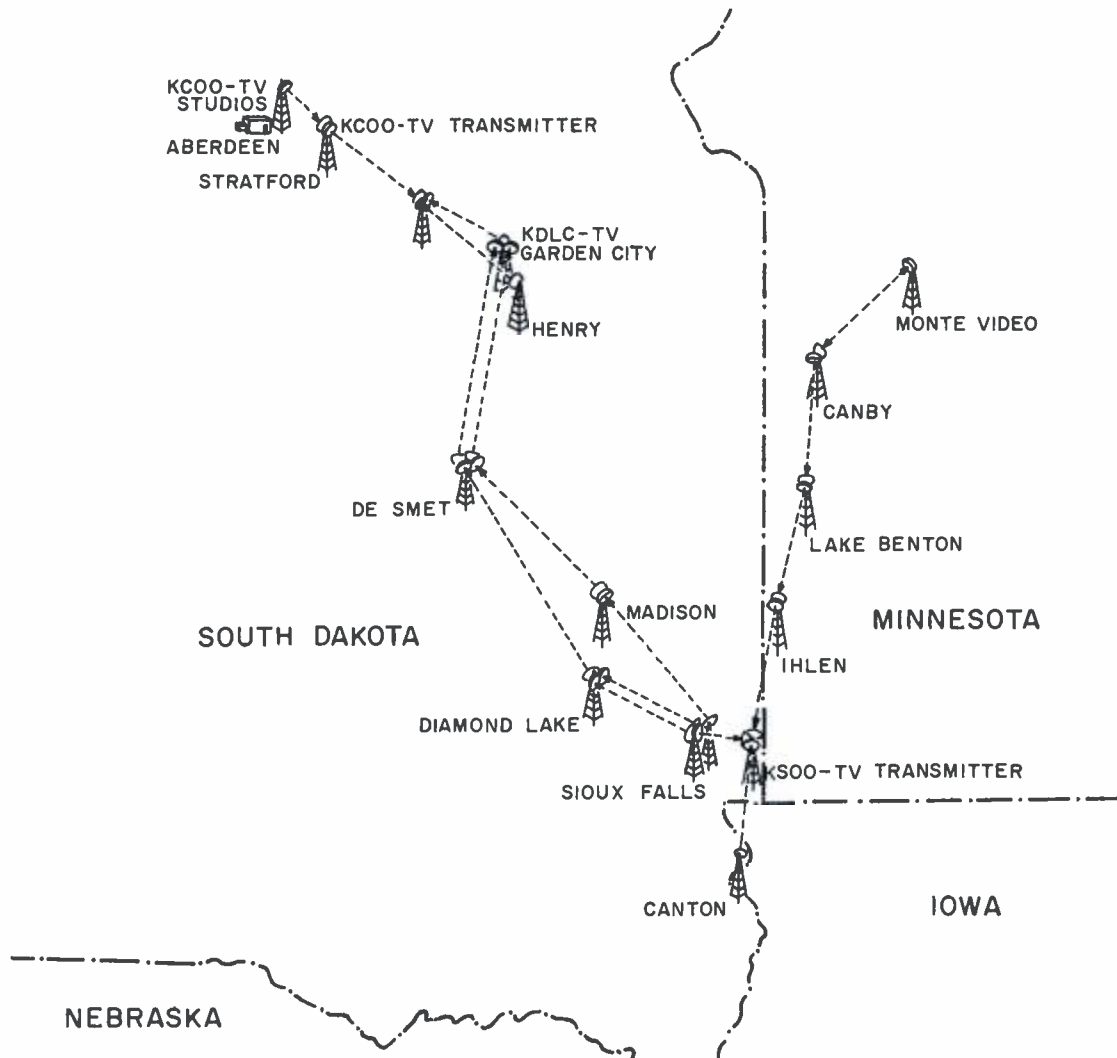 KCOO-TV
STUDIOS
KCOO-TV TRANSMITTER
ABERDEEN
STRATFORD
KDLC-TV
GARDEN CITY
HENRY
MONTE VIDEO
CANBY
DE SMET
LAKE BENTON
MADISON
SOUTH DAKOTA
MINNESOTA
IHLEN
DIAMOND LAKE
KSOO-TV TRANSMITTER
SIOUX FALLS
CANTON
IOWA
NEBRASKA